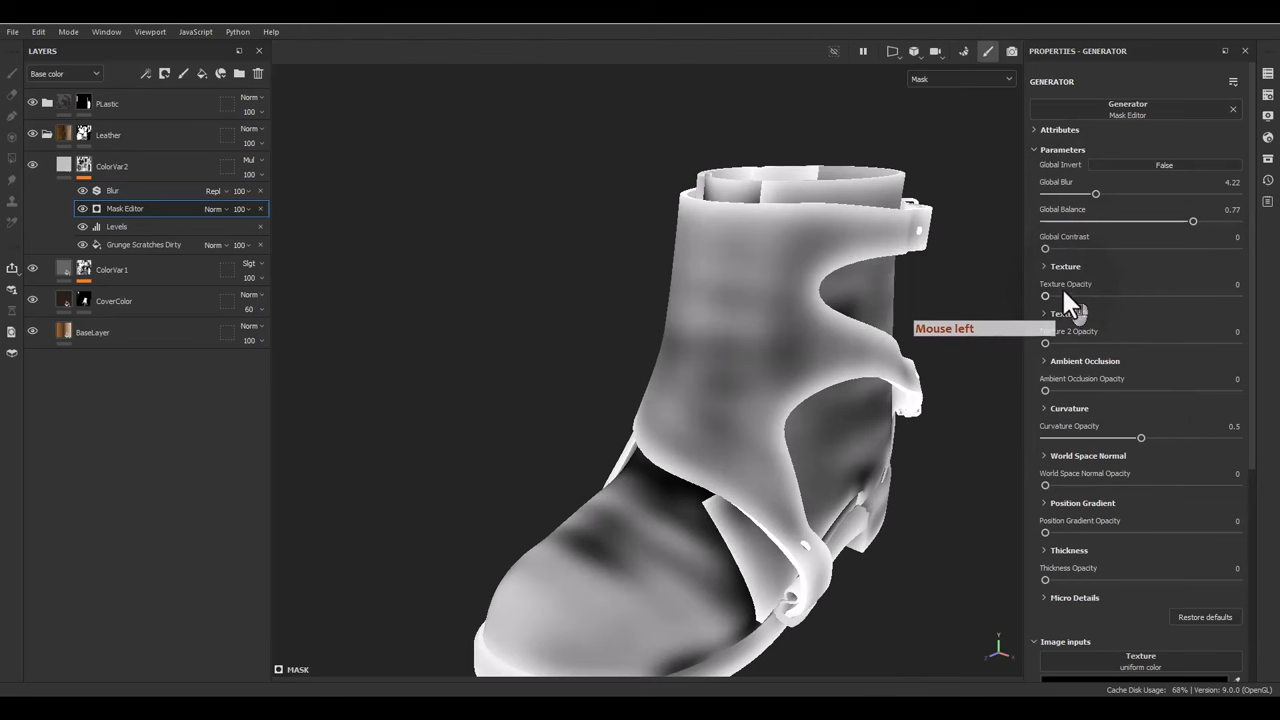 File Edit Mode Window Viewport JavaScript Python Help
LAYERS
Base color
PLastic Norm 100
Leather Norm 100
ColorVar2 Mul 100
Blur Repl 100
Mask Editor Norm 100
Levels
Grunge Scratches Dirty Norm 100
ColorVar1 Slgt 100
CoverColor Norm 60
BaseLayer Norm 100
Mask
Mouse left
Y
MASK
PROPERTIES - GENERATOR
GENERATOR
Generator
Mask Editor
Attributes
Parameters
Global Invert False
Global Blur 4.22
Global Balance 0.77
Global Contrast 0
Texture
Texture Opacity 0
Texture 2 Opacity 0
Ambient Occlusion
Ambient Occlusion Opacity 0
Curvature
Curvature Opacity 0.5
World Space Normal
World Space Normal Opacity 0
Position Gradient
Position Gradient Opacity 0
Thickness
Thickness Opacity 0
Micro Details
Restore defaults
Image inputs
Texture
uniform color
Cache Disk Usage: 68% | Version: 9.0.0 (OpenGL)